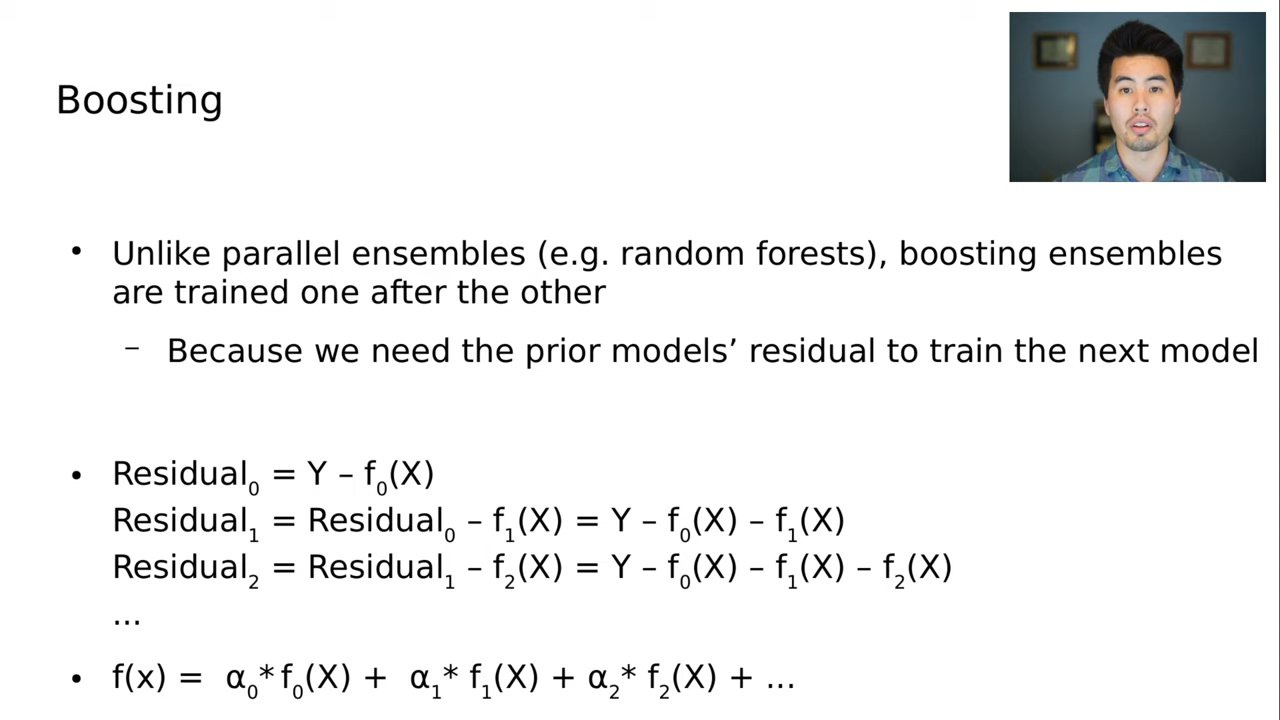 Boosting
• Unlike parallel ensembles (e.g. random forests), boosting ensembles
are trained one after the other
– Because we need the prior models’ residual to train the next model
• Residual₀ = Y – f₀(X)
Residual₁ = Residual₀ – f₁(X) = Y – f₀(X) – f₁(X)
Residual₂ = Residual₁ – f₂(X) = Y – f₀(X) – f₁(X) – f₂(X)
...
• f(x) = α₀* f₀(X) + α₁* f₁(X) + α₂* f₂(X) + ...